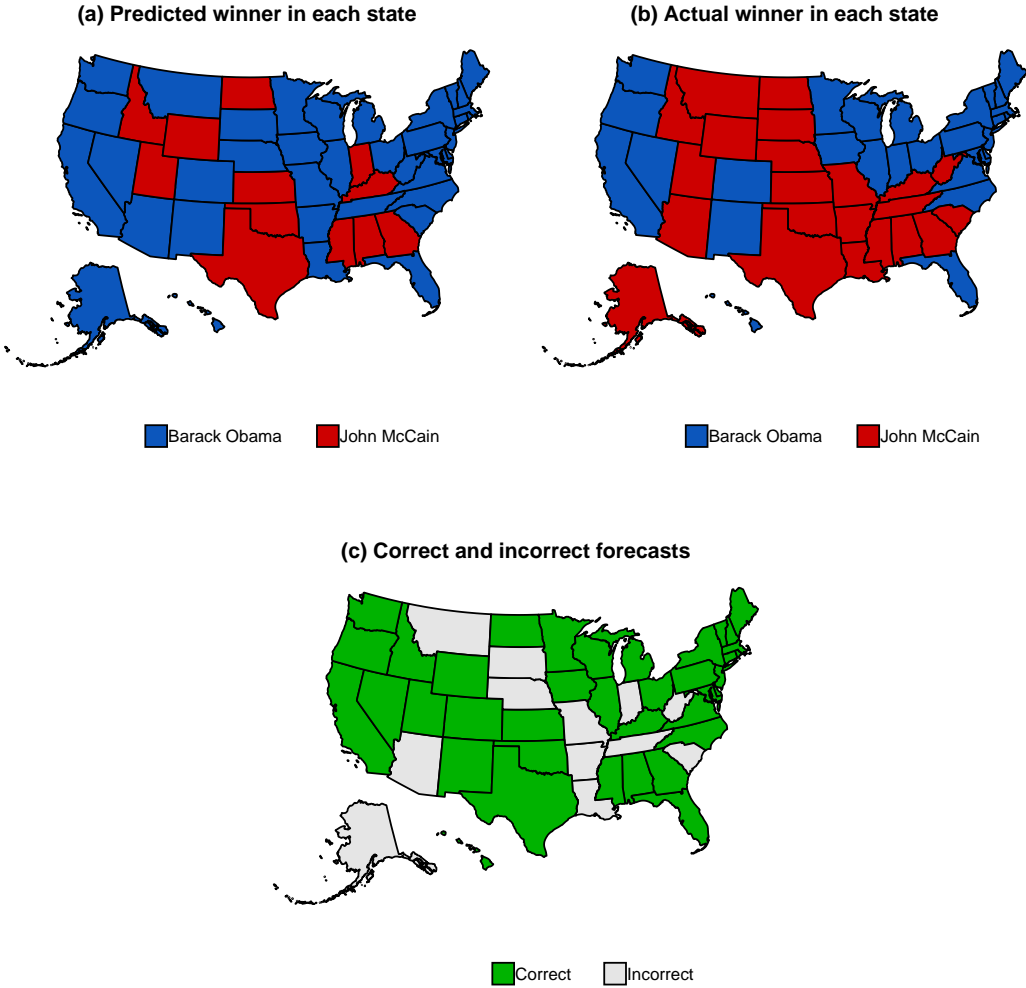 (a) Predicted winner in each state
(b) Actual winner in each state
Barack Obama
John McCain
Barack Obama
John McCain
(c) Correct and incorrect forecasts
Correct
Incorrect